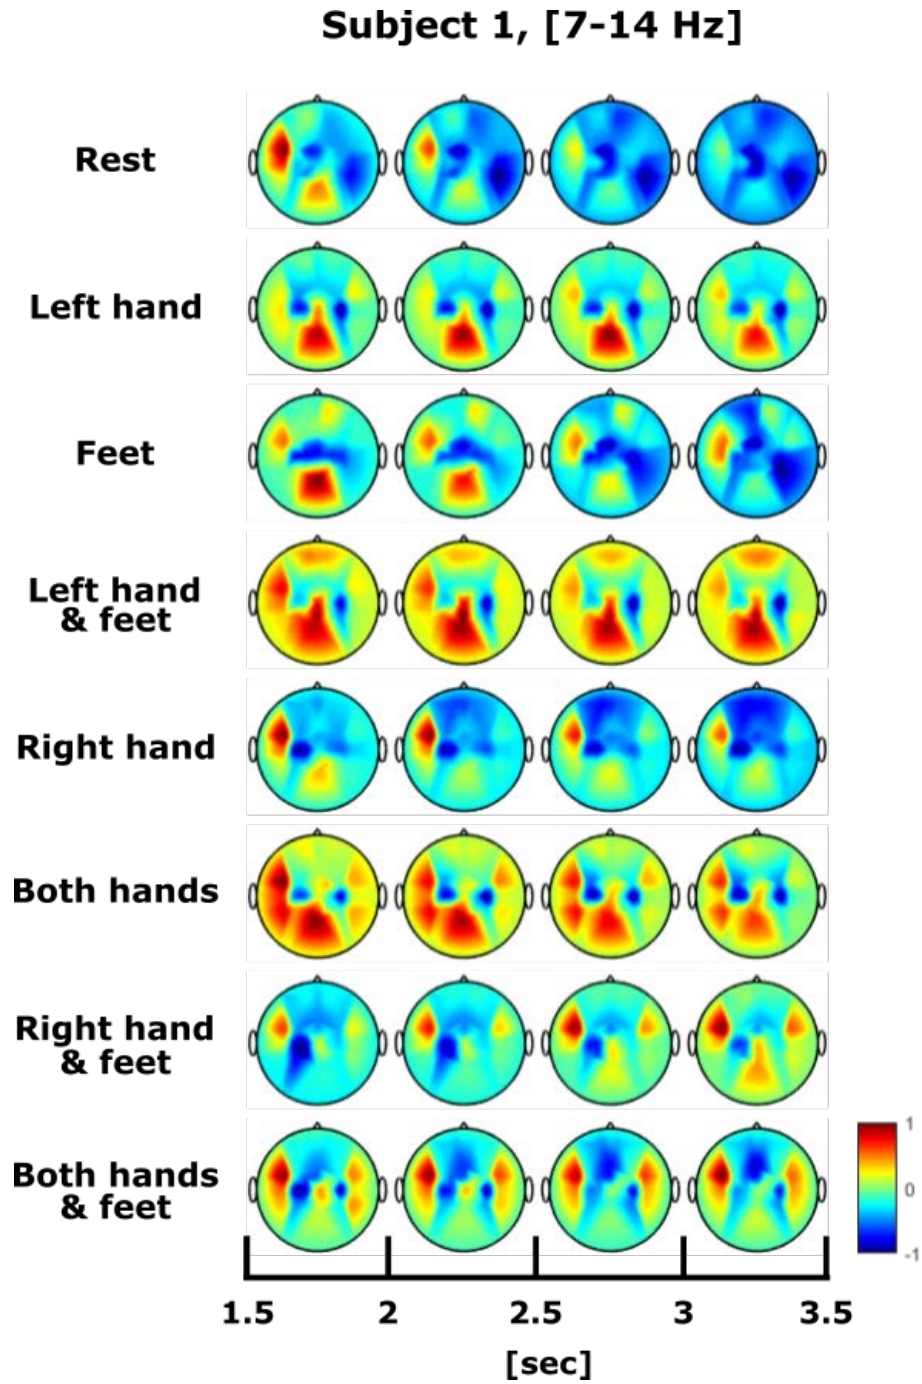 Subject 1, [7-14 Hz]
Rest
Left hand
Feet
Left hand
& feet
Right hand
Both hands
Right hand
& feet
Both hands
& feet
1
0
-1
1.5 2 2.5 3 3.5
[sec]